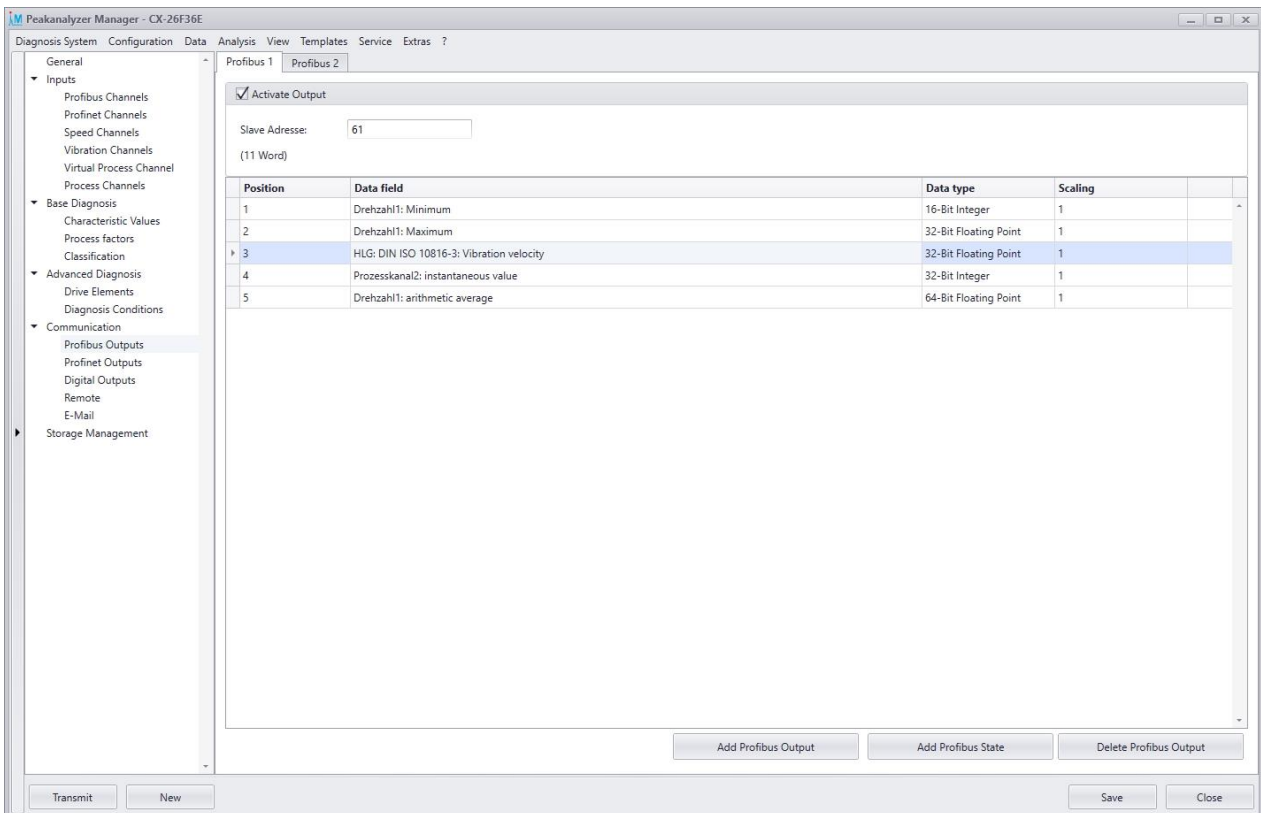 Peakanalyzer Manager - CX-26F36E
Diagnosis System Configuration Data Analysis View Templates Service Extras ?
General
Inputs
Profibus Channels
Profinet Channels
Speed Channels
Vibration Channels
Virtual Process Channel
Process Channels
Base Diagnosis
Characteristic Values
Process factors
Classification
Advanced Diagnosis
Drive Elements
Diagnosis Conditions
Communication
Profibus Outputs
Profinet Outputs
Digital Outputs
Remote
E-Mail
Storage Management
Profibus 1 Profibus 2
Activate Output
Slave Adresse: 61
(11 Word)
Position Data field Data type Scaling
1 Drehzahl1: Minimum 16-Bit Integer 1
2 Drehzahl1: Maximum 32-Bit Floating Point 1
3 HLG: DIN ISO 10816-3: Vibration velocity 32-Bit Floating Point 1
4 Prozesskanal2: instantaneous value 32-Bit Integer 1
5 Drehzahl1: arithmetic average 64-Bit Floating Point 1
Add Profibus Output Add Profibus State Delete Profibus Output
Transmit New Save Close